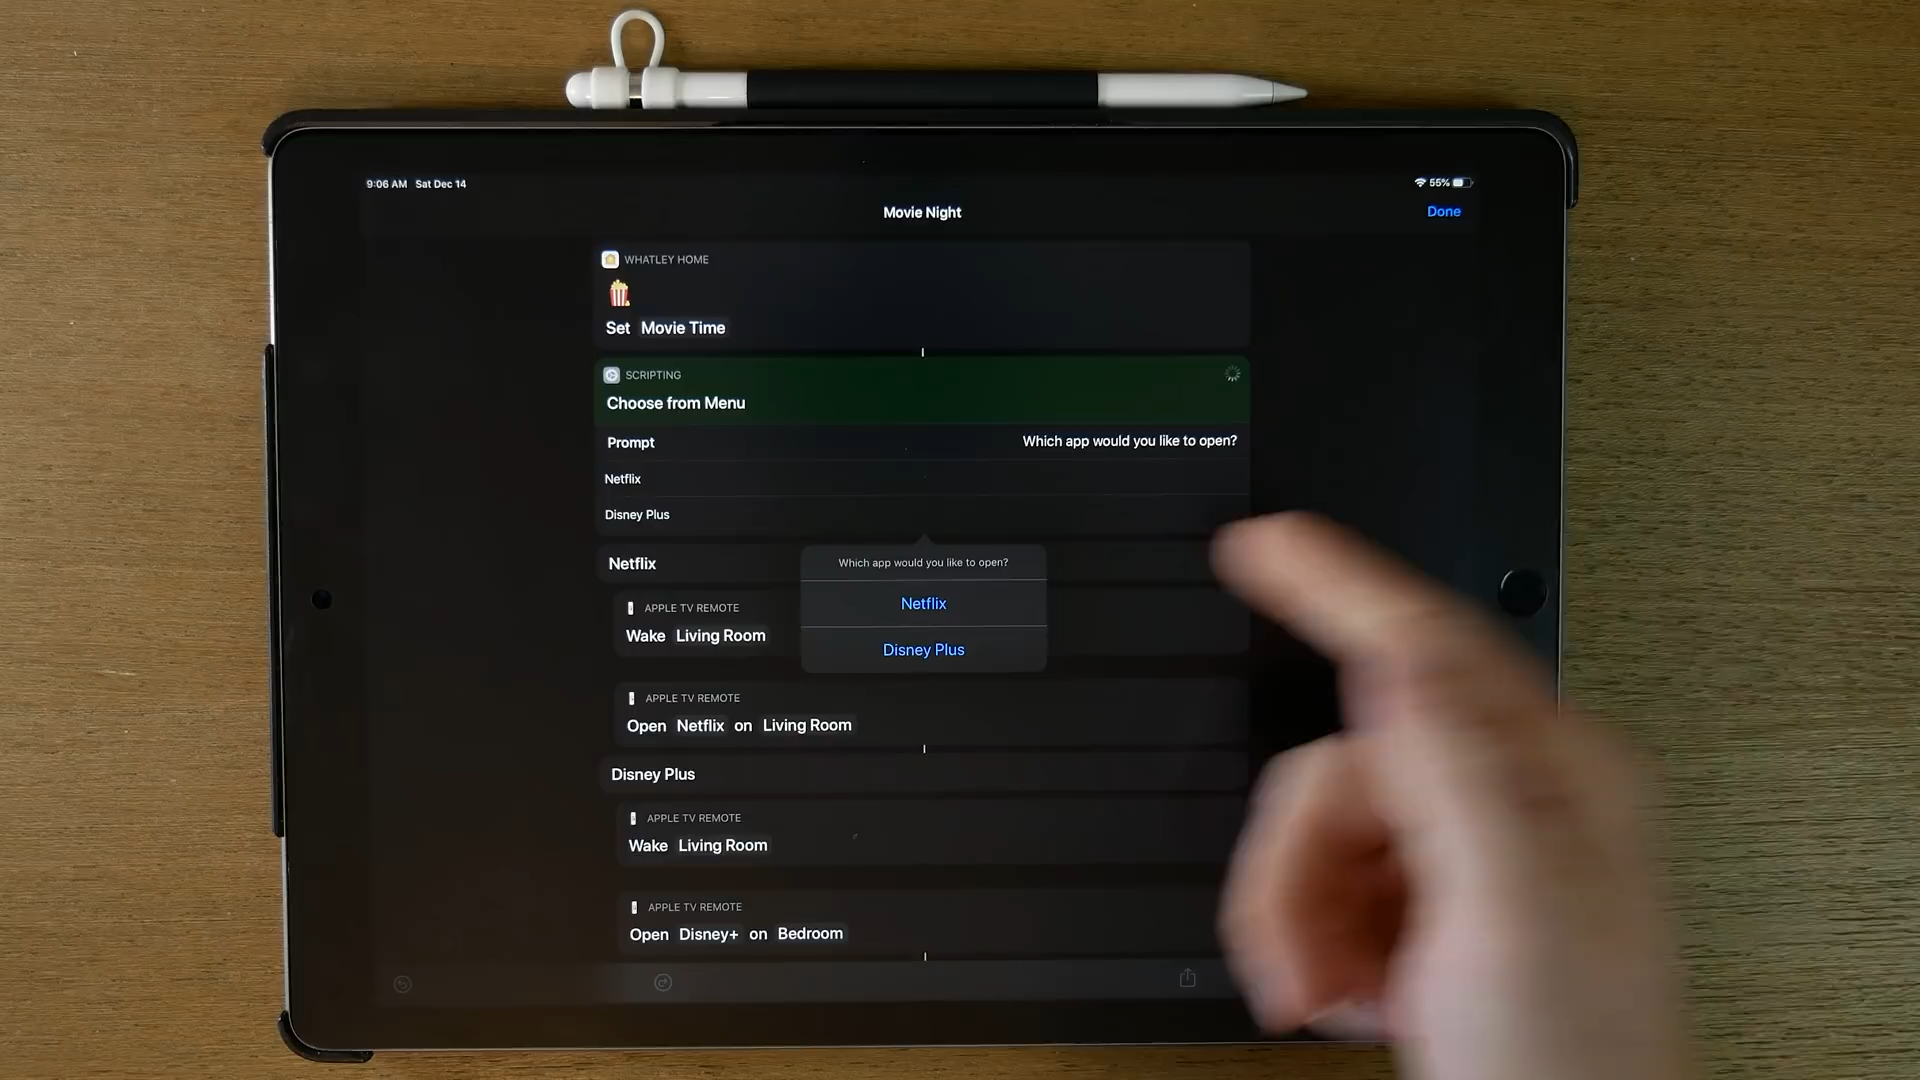 9:06 AM Sat Dec 14
55%
Movie Night
Done
WHATLEY HOME
Set Movie Time
SCRIPTING
Choose from Menu
Prompt
Which app would you like to open?
Netflix
Disney Plus
Which app would you like to open?
Netflix
Disney Plus
Netflix
APPLE TV REMOTE
Wake Living Room
APPLE TV REMOTE
Open Netflix on Living Room
Disney Plus
APPLE TV REMOTE
Wake Living Room
APPLE TV REMOTE
Open Disney+ on Bedroom